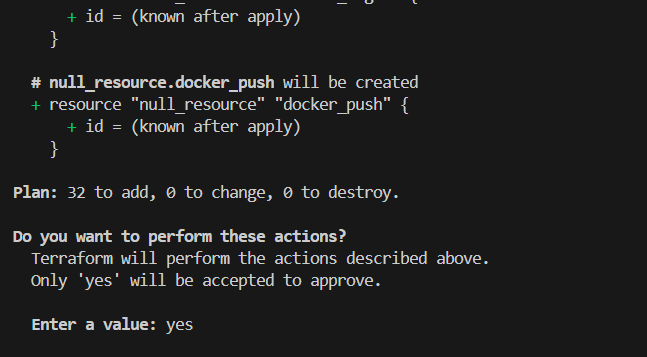 + id = (known after apply)
}
# null_resource.docker_push will be created
+ resource "null_resource" "docker_push" {
+ id = (known after apply)
}
Plan: 32 to add, 0 to change, 0 to destroy.
Do you want to perform these actions?
Terraform will perform the actions described above.
Only 'yes' will be accepted to approve.
Enter a value: yes